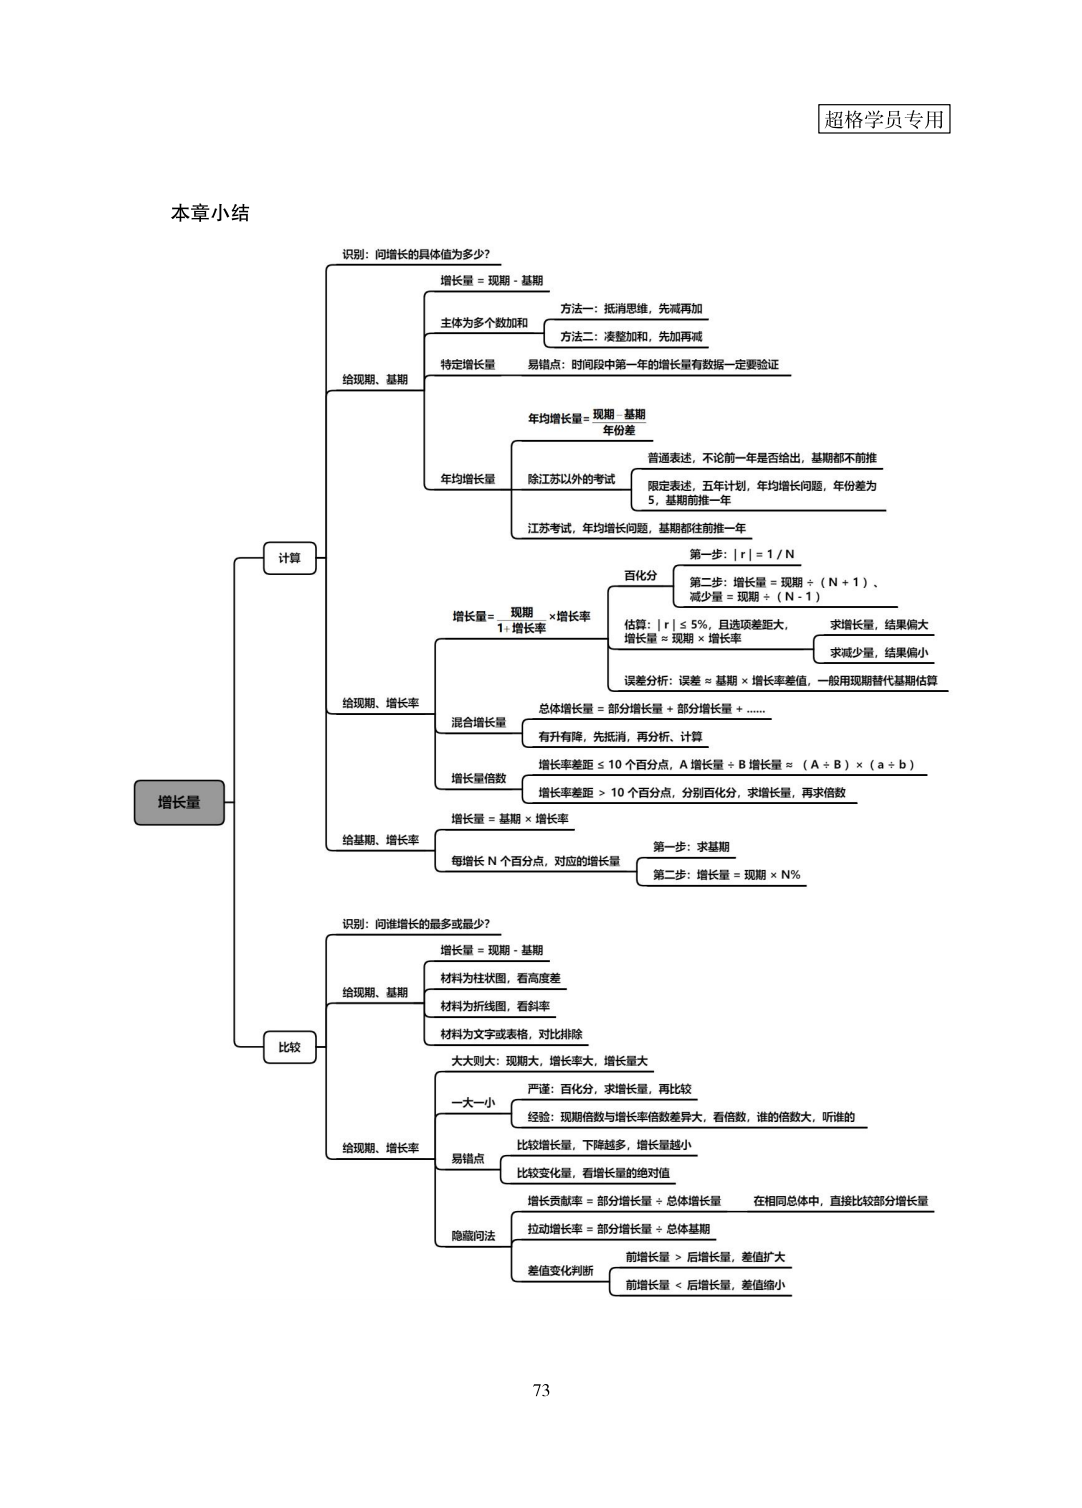 超格学员专用
本章小结
增长量
计算
识别：问增长的具体值为多少?
给现期、基期
增长量 = 现期 - 基期
主体为多个数加和
方法一：抵消思维，先减再加
方法二：凑整加和，先加再减
特定增长量
易错点：时间段中第一年的增长量有数据一定要验证
年均增长量
年均增长量= 现期 - 基期
年份差
除江苏以外的考试
普通表述，不论前一年是否给出，基期都不前推
限定表述，五年计划，年均增长问题，年份差为
5，基期前推一年
江苏考试，年均增长问题，基期都往前推一年
给现期、增长率
增长量= 现期 ×增长率
1+增长率
百化分
第一步：| r | = 1 / N
第二步：增长量 = 现期 ÷（ N + 1 ）、
减少量 = 现期 ÷（ N - 1 ）
估算：| r | ≤ 5%，且选项差距大，
增长量 ≈ 现期 × 增长率
求增长量，结果偏大
求减少量，结果偏小
误差分析：误差 ≈ 基期 × 增长率差值，一般用现期替代基期估算
混合增长量
总体增长量 = 部分增长量 + 部分增长量 + ......
有升有降，先抵消，再分析、计算
增长量倍数
增长率差距 ≤ 10 个百分点，A 增长量 ÷ B 增长量 ≈ （A ÷ B ）×（ a ÷ b ）
增长率差距 > 10 个百分点，分别百化分，求增长量，再求倍数
给基期、增长率
增长量 = 基期 × 增长率
每增长 N 个百分点，对应的增长量
第一步：求基期
第二步：增长量 = 现期 × N%
比较
识别：问谁增长的最多或最少?
给现期、基期
增长量 = 现期 - 基期
材料为柱状图，看高度差
材料为折线图，看斜率
材料为文字或表格，对比排除
给现期、增长率
大大则大：现期大，增长率大，增长量大
一大一小
严谨：百化分，求增长量，再比较
经验：现期倍数与增长率倍数差异大，看倍数，谁的倍数大，听谁的
易错点
比较增长量，下降越多，增长量越小
比较变化量，看增长量的绝对值
隐藏问法
增长贡献率 = 部分增长量 ÷ 总体增长量
在相同总体中，直接比较部分增长量
拉动增长率 = 部分增长量 ÷ 总体基期
差值变化判断
前增长量 > 后增长量，差值扩大
前增长量 < 后增长量，差值缩小
73